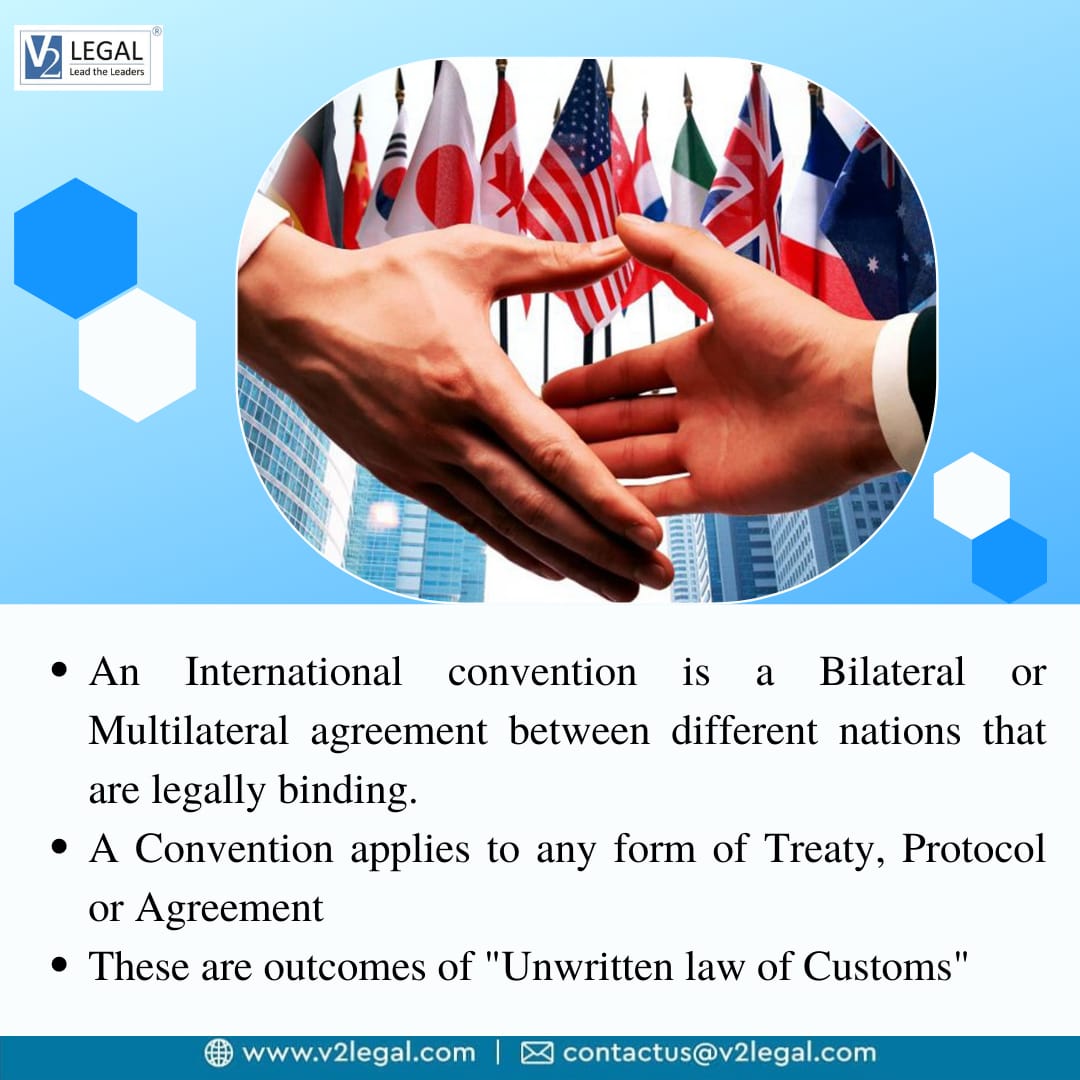 V2 LEGAL®
Lead the Leaders
• An International convention is a Bilateral or
Multilateral agreement between different nations that
are legally binding.
• A Convention applies to any form of Treaty, Protocol
or Agreement
• These are outcomes of "Unwritten law of Customs"
www.v2legal.com | contactus@v2legal.com